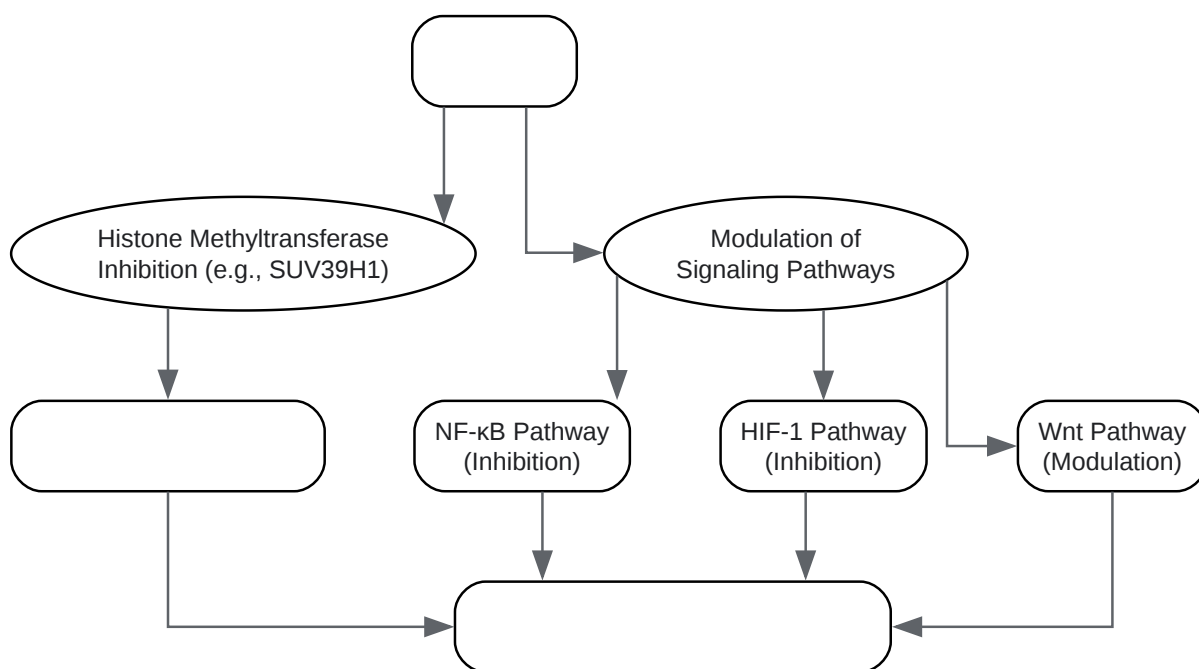 Histone Methyltransferase
Inhibition (e.g., SUV39H1)
Modulation of
Signaling Pathways
NF-κB Pathway
(Inhibition)
HIF-1 Pathway
(Inhibition)
Wnt Pathway
(Modulation)